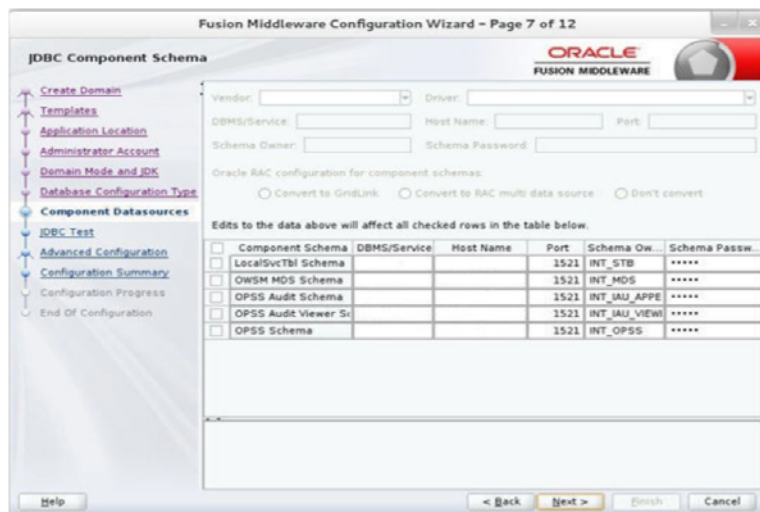 Fusion Middleware Configuration Wizard – Page 7 of 12
JDBC Component Schema
ORACLE
FUSION MIDDLEWARE
Create Domain
Templates
Application Location
Administrator Account
Domain Mode and JDK
Database Configuration Type
Component Datasources
JDBC Test
Advanced Configuration
Configuration Summary
Configuration Progress
End Of Configuration
Vendor: Driver:
DBMS/Service: Host Name: Port:
Schema Owner: Schema Password:
Oracle RAC configuration for component schemas:
Convert to GridLink Convert to RAC multi data source Don't convert
Edits to the data above will affect all checked rows in the table below.
Component Schema DBMS/Service Host Name Port Schema Ow... Schema Passw...
LocalSvcTbl Schema 1521 INT_STB •••••
OWSM MDS Schema 1521 INT_MDS •••••
OPSS Audit Schema 1521 INT_IAU_APPE •••••
OPSS Audit Viewer Sc 1521 INT_IAU_VIEWE •••••
OPSS Schema 1521 INT_OPSS •••••
Help < Back Next > Finish Cancel